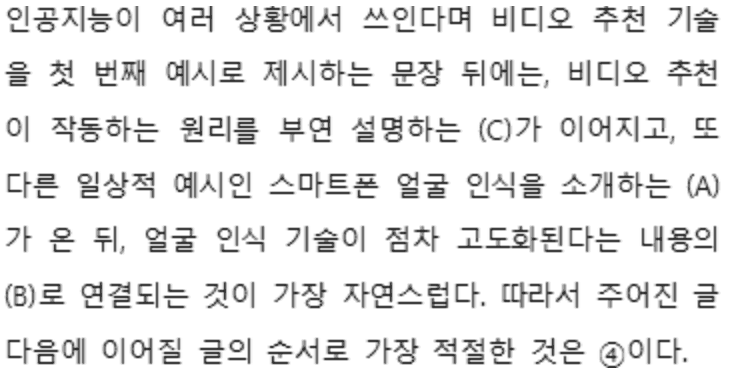 인공지능이 여러 상황에서 쓰인다며 비디오 추천 기술
을 첫 번째 예시로 제시하는 문장 뒤에는, 비디오 추천
이 작동하는 원리를 부연 설명하는 (C)가 이어지고, 또
다른 일상적 예시인 스마트폰 얼굴 인식을 소개하는 (A)
가 온 뒤, 얼굴 인식 기술이 점차 고도화된다는 내용의
(B)로 연결되는 것이 가장 자연스럽다. 따라서 주어진 글
다음에 이어질 글의 순서로 가장 적절한 것은 ④이다.